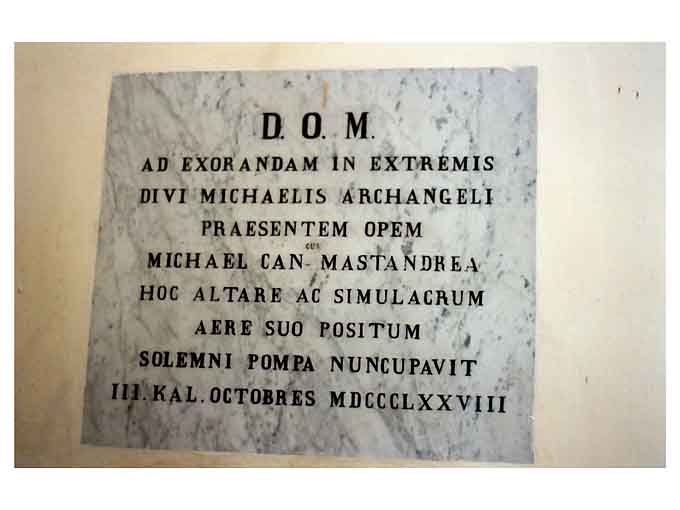 D. O. M.
AD EXORANDAM IN EXTREMIS
DIVI MICHAELIS ARCHANGELI
PRAESENTEM OPEM
CUS
MICHAEL CAN- MASTANDREA
HOC ALTARE AC SIMULACRUM
AERE SUO POSITUM
SOLEMNI POMPA NUNCUPAVIT
III. KAL. OCTOBRES MDCCCLXXVIII